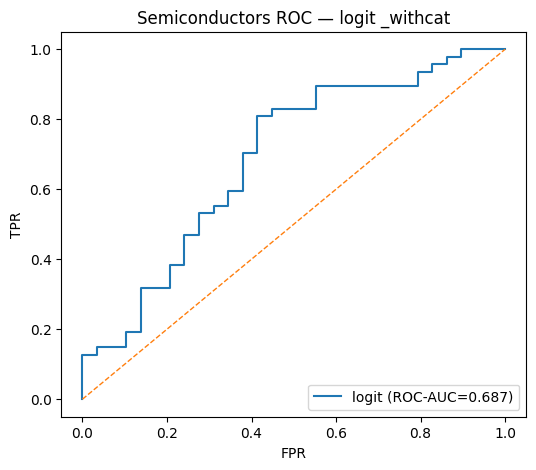 Semiconductors ROC — logit _withcat
TPR
1.0
0.8
0.6
0.4
0.2
0.0
logit (ROC-AUC=0.687)
0.0 0.2 0.4 0.6 0.8 1.0
FPR